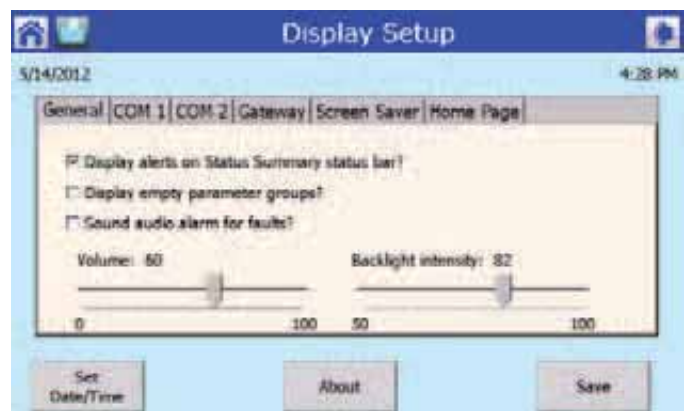 Display Setup
5/14/2012 4:28 PM
General COM 1 COM 2 Gateway Screen Saver Home Page
Display alerts on Status Summary status bar?
Display empty parameter groups?
Sound audio alarm for faults?
Volume: 60 Backlight intensity: 82
0 100 50 100
Set
Date/Time
About
Save